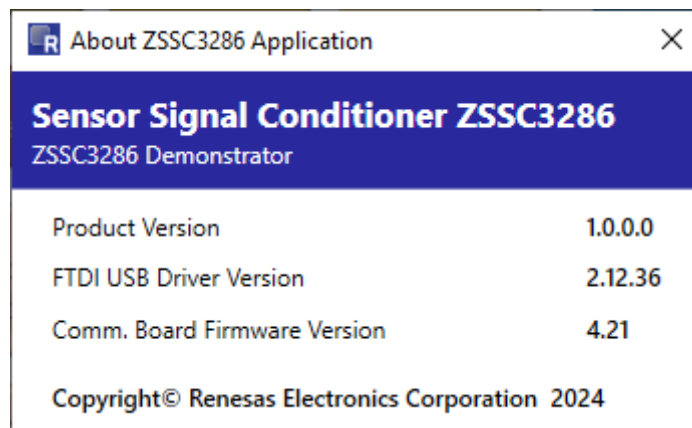 About ZSSC3286 Application
Sensor Signal Conditioner ZSSC3286
ZSSC3286 Demonstrator
Product Version 1.0.0.0
FTDI USB Driver Version 2.12.36
Comm. Board Firmware Version 4.21
Copyright© Renesas Electronics Corporation 2024